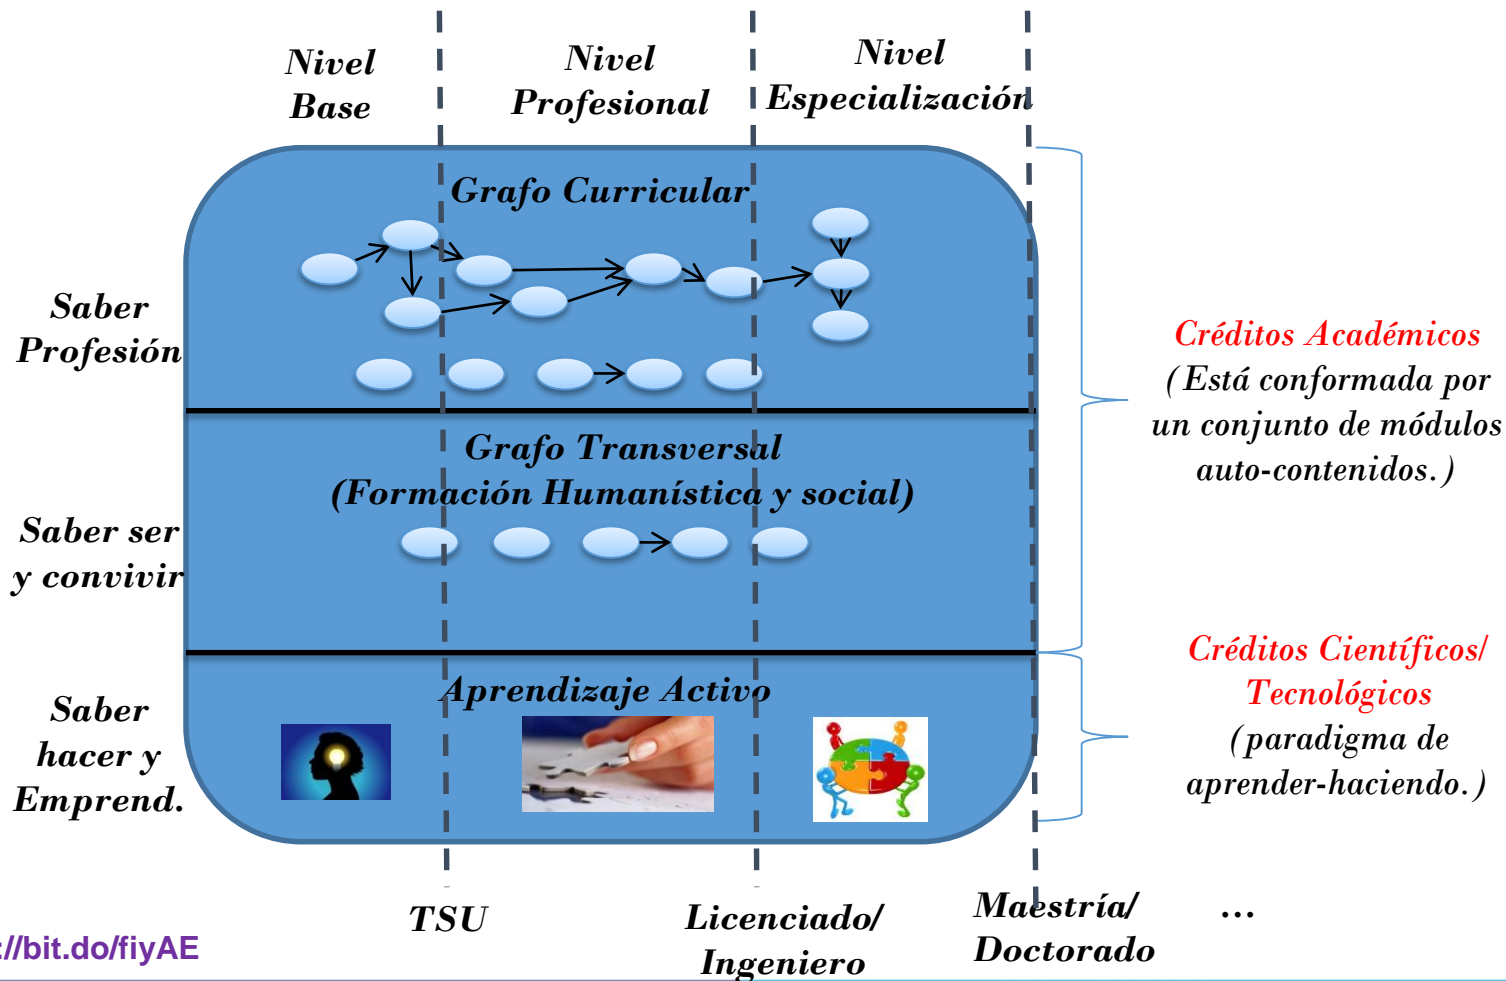 Nivel
Base
Nivel
Profesional
Nivel
Especialización
Grafo Curricular
Saber
Profesión
Créditos Académicos
(Está conformada por
un conjunto de módulos
auto-contenidos.)
Grafo Transversal
(Formación Humanística y social)
Saber ser
y convivir
Créditos Científicos/
Tecnológicos
(paradigma de
aprender-haciendo.)
Aprendizaje Activo
Saber
hacer y
Emprend.
TSU
Licenciado/
Ingeniero
Maestría/
Doctorado
...
://bit.do/fiyAE